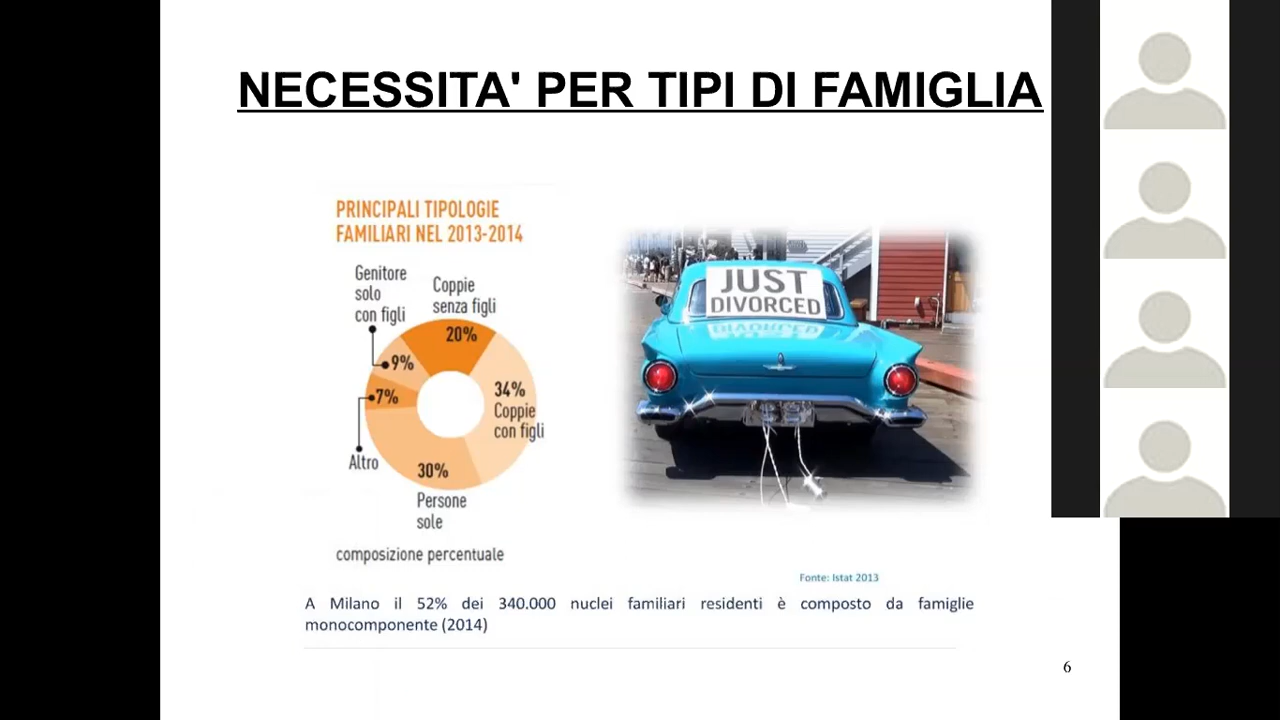 NECESSITA' PER TIPI DI FAMIGLIA
PRINCIPALI TIPOLOGIE
FAMILIARI NEL 2013-2014
Genitore
solo
con figli
Coppie
senza figli
20%
9%
34%
Coppie
con figli
7%
Altro
30%
Persone
sole
composizione percentuale
JUST
DIVORCED
Fonte: Istat 2013
A Milano il 52% dei 340.000 nuclei familiari residenti è composto da famiglie
monocomponente (2014)
6